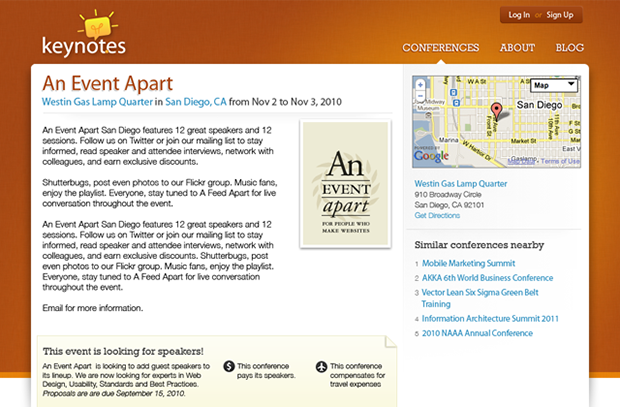 Log In or Sign Up
keynotes
CONFERENCES ABOUT BLOG
An Event Apart
Westin Gas Lamp Quarter in San Diego, CA from Nov 2 to Nov 3, 2010
An Event Apart San Diego features 12 great speakers and 12
sessions. Follow us on Twitter or join our mailing list to stay
informed, read speaker and attendee interviews, network with
colleagues, and earn exclusive discounts.
Shutterbugs, post even photos to our Flickr group. Music fans,
enjoy the playlist. Everyone, stay tuned to A Feed Apart for live
conversation throughout the event.
An Event Apart San Diego features 12 great speakers and 12
sessions. Follow us on Twitter or join our mailing list to stay
informed, read speaker and attendee interviews, network with
colleagues, and earn exclusive discounts. Shutterbugs, post
even photos to our Flickr group. Music fans, enjoy the playlist.
Everyone, stay tuned to A Feed Apart for live conversation
throughout the event.
Email for more information.
An
EVENT
apart
FOR PEOPLE WHO
MAKE WEBSITES
This event is looking for speakers!
An Event Apart is looking to add guest speakers to
its lineup. We are now looking for experts in Web
Design, Usability, Standards and Best Practices.
Proposals are are due September 15, 2010.
This conference
pays its speakers.
This conference
compensates for
travel expenses
W A St
A St
Map
San Diego
Museum
Marina
Market St
W Harbor Dr
POWERED BY
Google
Gaslamp
Terms of Use
Westin Gas Lamp Quarter
910 Broadway Circle
San Diego, CA 92101
Get Directions
Similar conferences nearby
1 Mobile Marketing Summit
2 AKKA 6th World Business Conference
3 Vector Lean Six Sigma Green Belt
Training
4 Information Architecture Summit 2011
5 2010 NAAA Annual Conference